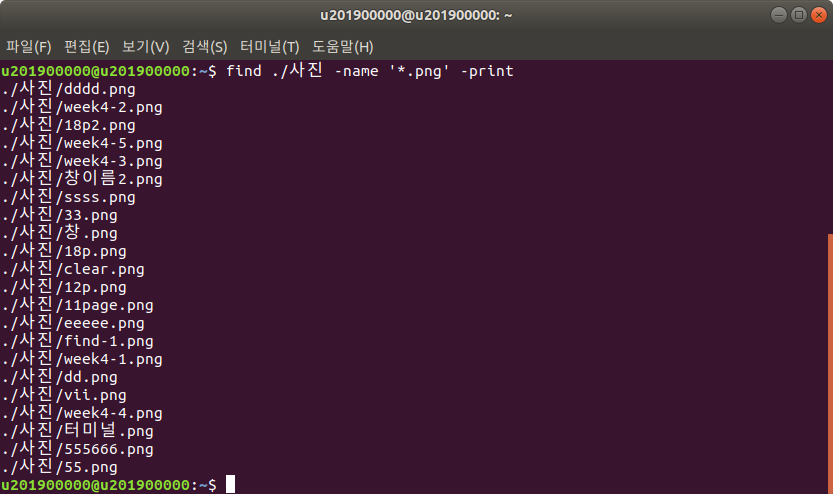 u201900000@u201900000: ~
파일(F) 편집(E) 보기(V) 검색(S) 터미널(T) 도움말(H)
u201900000@u201900000:~$ find ./사진 -name '*.png' -print
./사진/dddd.png
./사진/week4-2.png
./사진/18p2.png
./사진/week4-5.png
./사진/week4-3.png
./사진/창이름2.png
./사진/ssss.png
./사진/33.png
./사진/창.png
./사진/18p.png
./사진/clear.png
./사진/12p.png
./사진/11page.png
./사진/eeeee.png
./사진/find-1.png
./사진/week4-1.png
./사진/dd.png
./사진/vii.png
./사진/week4-4.png
./사진/터미널.png
./사진/555666.png
./사진/55.png
u201900000@u201900000:~$